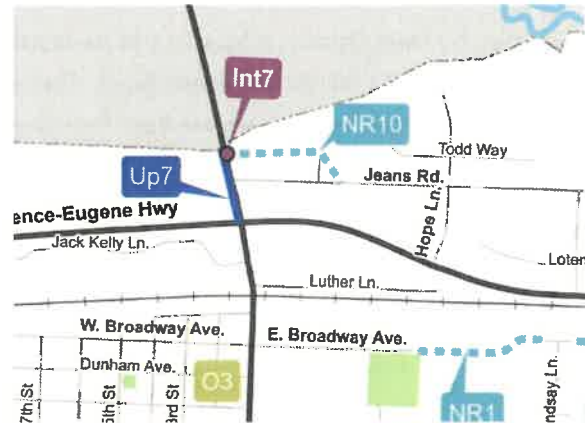 Int7
NR10
Todd Way
Up7
Jeans Rd.
ence-Eugene Hwy
Hope Ln.
Jack Kelly Ln.
Loten
Luther Ln.
W. Broadway Ave.
E. Broadway Ave.
Dunham Ave.
O3
7th St
5th St
3rd St
NR1
ndsay Ln.